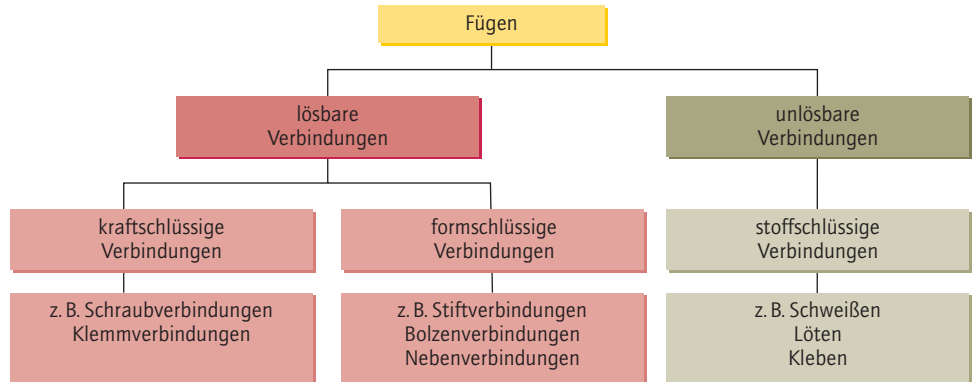 Fügen
lösbare
Verbindungen
unlösbare
Verbindungen
kraftschlüssige
Verbindungen
formschlüssige
Verbindungen
stoffschlüssige
Verbindungen
z. B. Schraubverbindungen
Klemmverbindungen
z. B. Stiftverbindungen
Bolzenverbindungen
Nebenverbindungen
z. B. Schweißen
Löten
Kleben